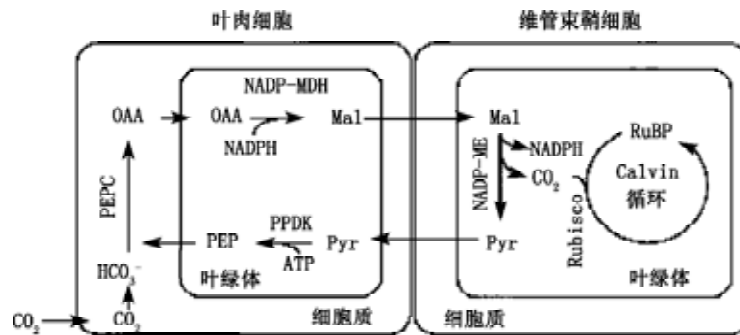 叶肉细胞
维管束鞘细胞
NADP-MDH
OAA
OAA
Mal
Mal
RuBP
NADPH
NADPH
NADP-ME
CO₂
Calvin
循环
Rubisco
PEPC
PPDK
PEP
Pyr
Pyr
ATP
HCO₃⁻
叶绿体
叶绿体
CO₂
CO₂
细胞质
细胞质